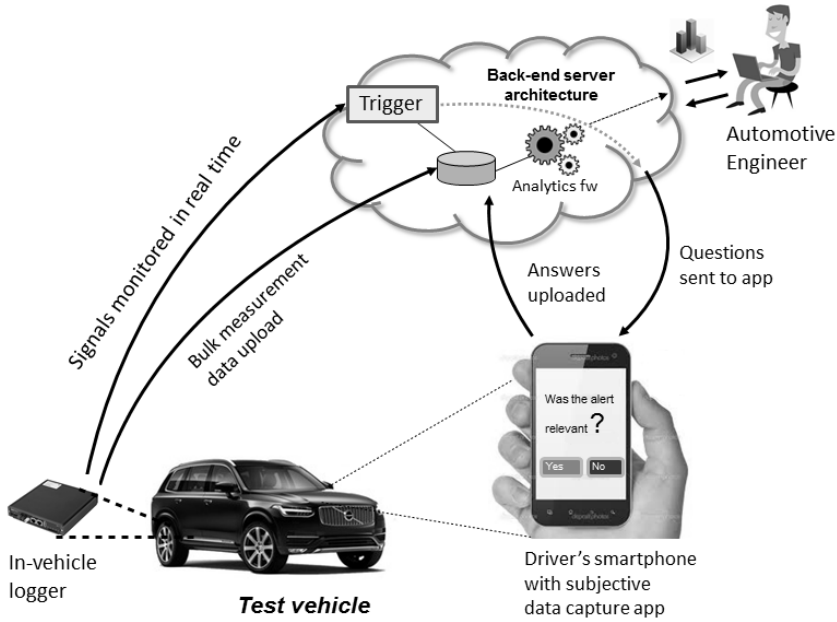 Back-end server
architecture
Trigger
Analytics fw
Automotive
Engineer
Signals monitored in real time
Bulk measurement
data upload
Answers
uploaded
Questions
sent to app
Was the alert
relevant ?
Yes No
In-vehicle
logger
Test vehicle
Driver's smartphone
with subjective
data capture app